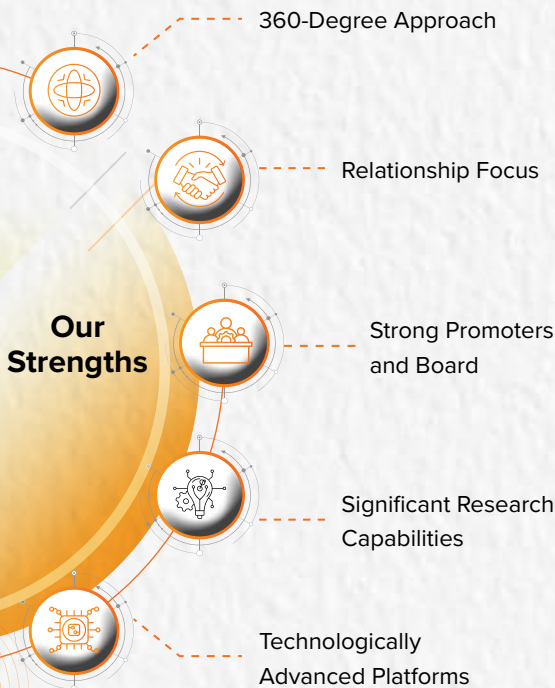 360-Degree Approach
Relationship Focus
Our
Strengths
Strong Promoters
and Board
Significant Research
Capabilities
Technologically
Advanced Platforms